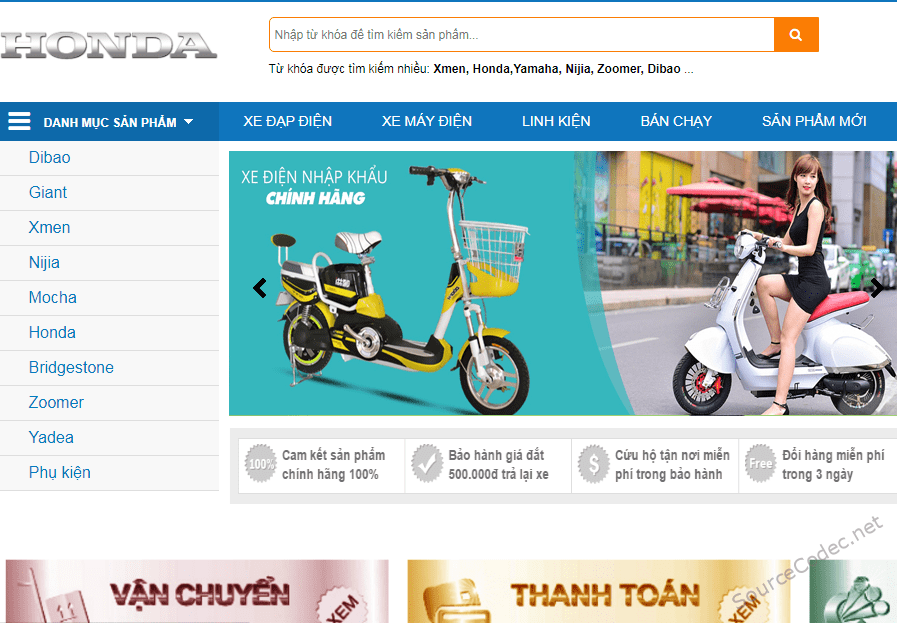 HONDA
Nhập từ khóa để tìm kiếm sản phẩm...
Từ khóa được tìm kiếm nhiều: Xmen, Honda,Yamaha, Nijia, Zoomer, Dibao ...
DANH MỤC SẢN PHẨM
XE ĐẠP ĐIỆN
XE MÁY ĐIỆN
LINH KIỆN
BÁN CHẠY
SẢN PHẨM MỚI
Dibao
Giant
Xmen
Nijia
Mocha
Honda
Bridgestone
Zoomer
Yadea
Phụ kiện
XE ĐIỆN NHẬP KHẨU
CHÍNH HÃNG
100%
Cam kết sản phẩm
chính hãng 100%
Bảo hành giá đắt
500.000đ trả lại xe
$
Cứu hộ tận nơi miễn
phí trong bảo hành
Free
Đổi hàng miễn phí
trong 3 ngày
VẬN CHUYỂN
XEM
THANH TOÁN
XEM
SourceCodec.net